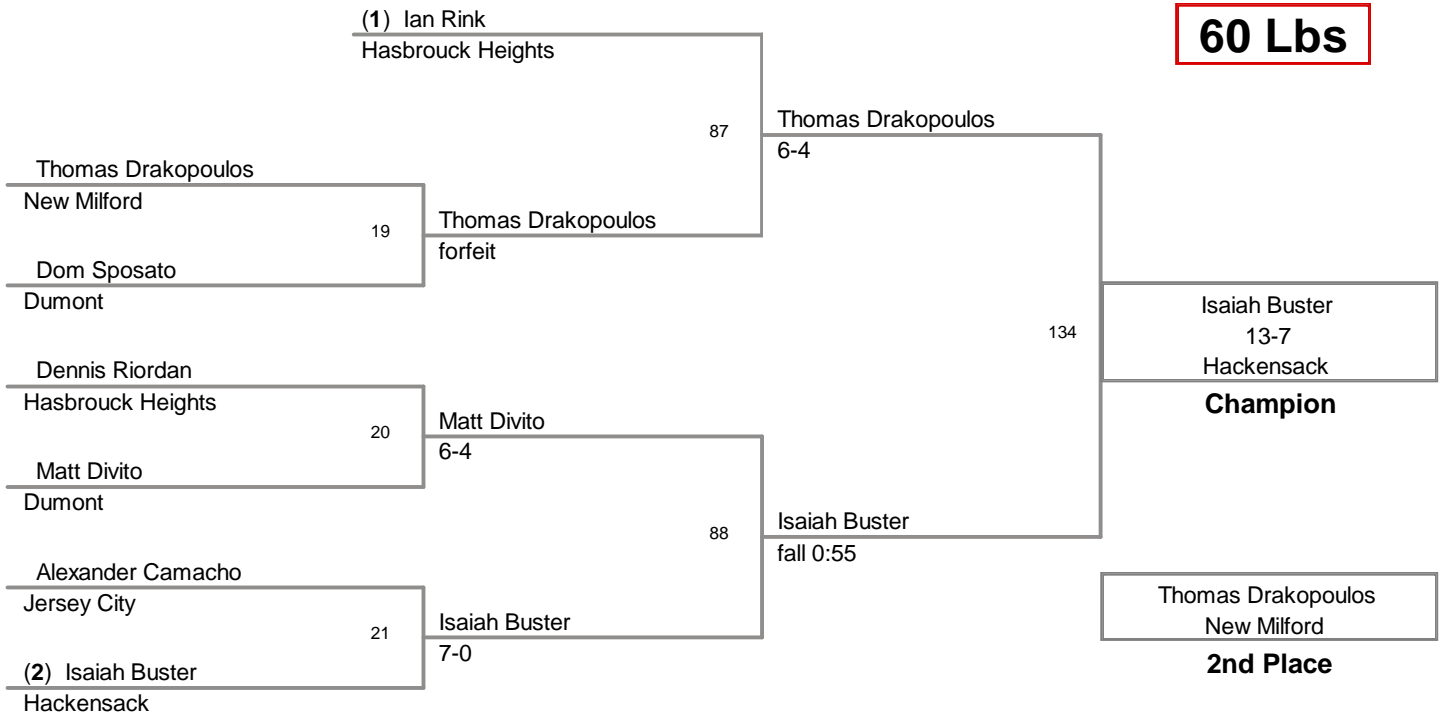 (1) Ian Rink
Hasbrouck Heights
60 Lbs
87
Thomas Drakopoulos
6-4
Thomas Drakopoulos
New Milford
19
Thomas Drakopoulos
forfeit
Dom Sposato
Dumont
Isaiah Buster
13-7
Hackensack
Champion
134
Dennis Riordan
Hasbrouck Heights
20
Matt Divito
6-4
Matt Divito
Dumont
88
Isaiah Buster
fall 0:55
Alexander Camacho
Jersey City
21
Isaiah Buster
7-0
(2) Isaiah Buster
Hackensack
Thomas Drakopoulos
New Milford
2nd Place